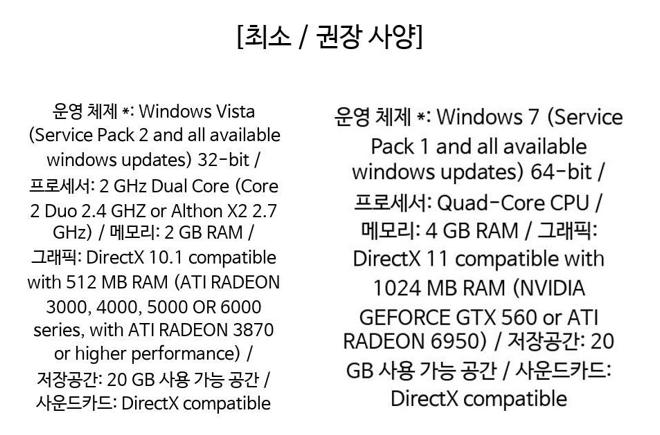 [최소 / 권장 사양]
운영 체제 *: Windows Vista
(Service Pack 2 and all available
windows updates) 32-bit /
프로세서: 2 GHz Dual Core (Core
2 Duo 2.4 GHZ or Althon X2 2.7
GHz) / 메모리: 2 GB RAM /
그래픽: DirectX 10.1 compatible
with 512 MB RAM (ATI RADEON
3000, 4000, 5000 OR 6000
series, with ATI RADEON 3870
or higher performance) /
저장공간: 20 GB 사용 가능 공간 /
사운드카드: DirectX compatible
운영 체제 *: Windows 7 (Service
Pack 1 and all available
windows updates) 64-bit /
프로세서: Quad-Core CPU /
메모리: 4 GB RAM / 그래픽:
DirectX 11 compatible with
1024 MB RAM (NVIDIA
GEFORCE GTX 560 or ATI
RADEON 6950) / 저장공간: 20
GB 사용 가능 공간 / 사운드카드:
DirectX compatible